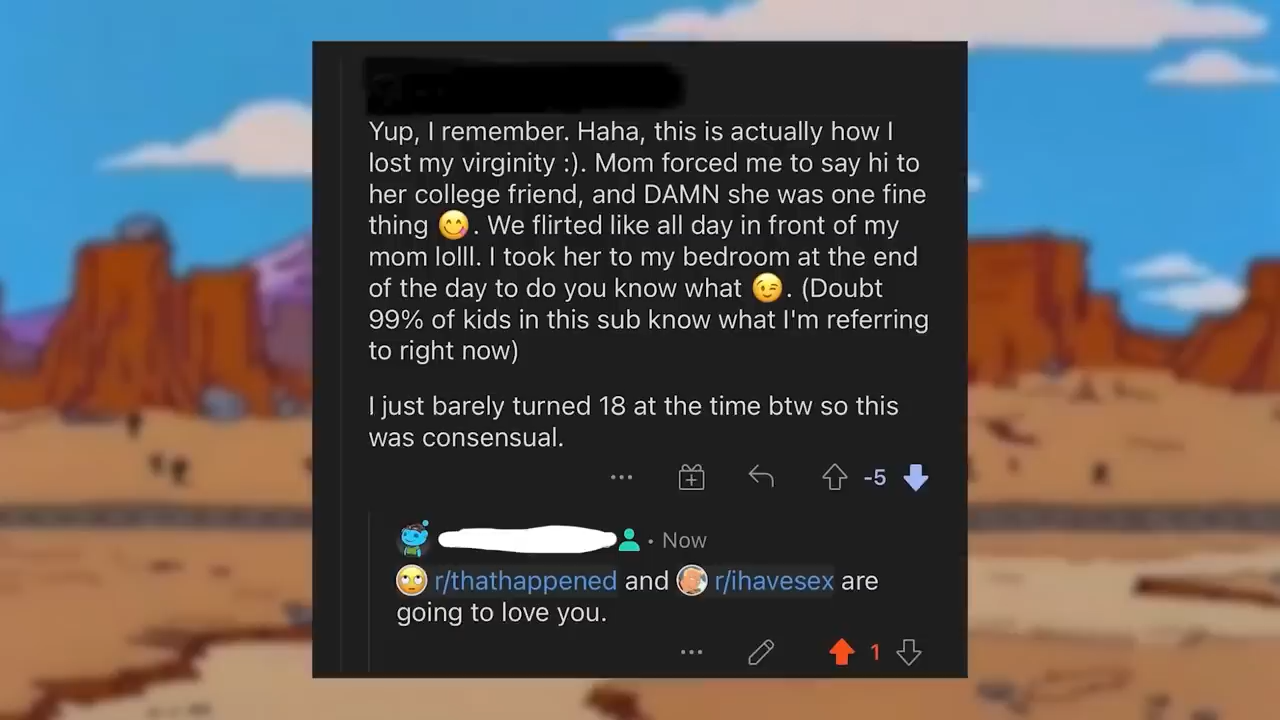 Yup, I remember. Haha, this is actually how I
lost my virginity :). Mom forced me to say hi to
her college friend, and DAMN she was one fine
thing 😋. We flirted like all day in front of my
mom lolll. I took her to my bedroom at the end
of the day to do you know what 😉. (Doubt
99% of kids in this sub know what I'm referring
to right now)
I just barely turned 18 at the time btw so this
was consensual.
-5
• Now
r/thathappened and r/ihavesex are
going to love you.
1